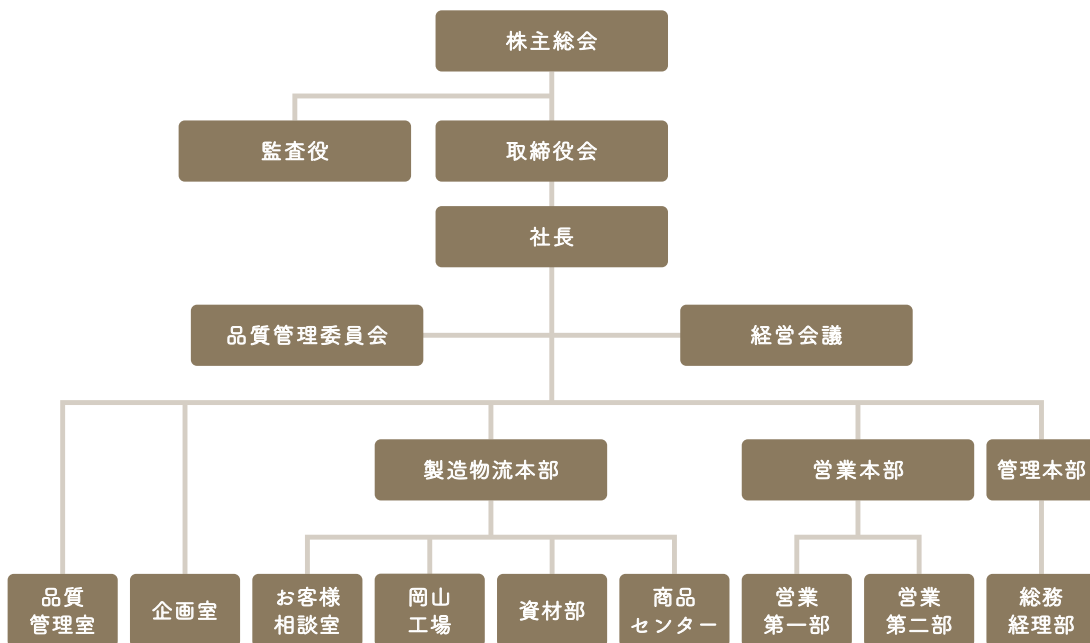 株主総会
監査役
取締役会
社長
品質管理委員会
経営会議
製造物流本部
営業本部
管理本部
品質
管理室
企画室
お客様
相談室
岡山
工場
資材部
商品
センター
営業
第一部
営業
第二部
総務
経理部